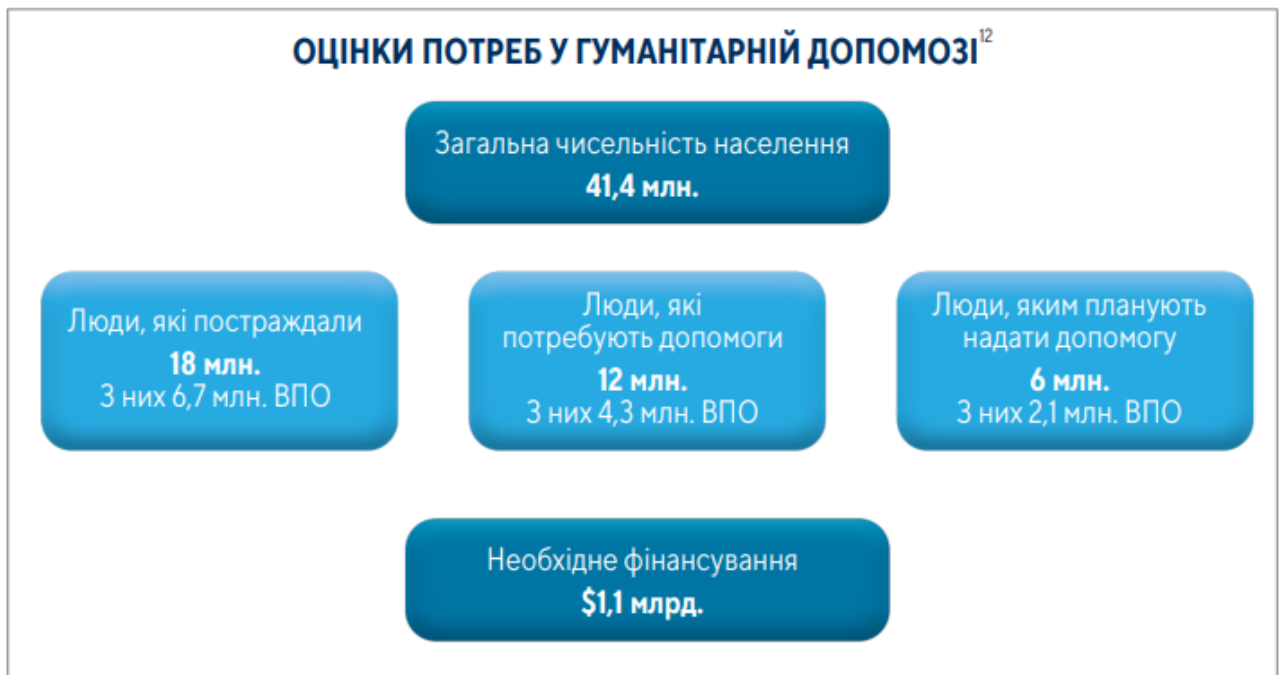 ОЦІНКИ ПОТРЕБ У ГУМАНІТАРНІЙ ДОПОМОЗІ12
Загальна чисельність населення
41,4 млн.
Люди, які постраждали
18 млн.
З них 6,7 млн. ВПО
Люди, які
потребують допомоги
12 млн.
З них 4,3 млн. ВПО
Люди, яким планують
надати допомогу
6 млн.
З них 2,1 млн. ВПО
Необхідне фінансування
$1,1 млрд.